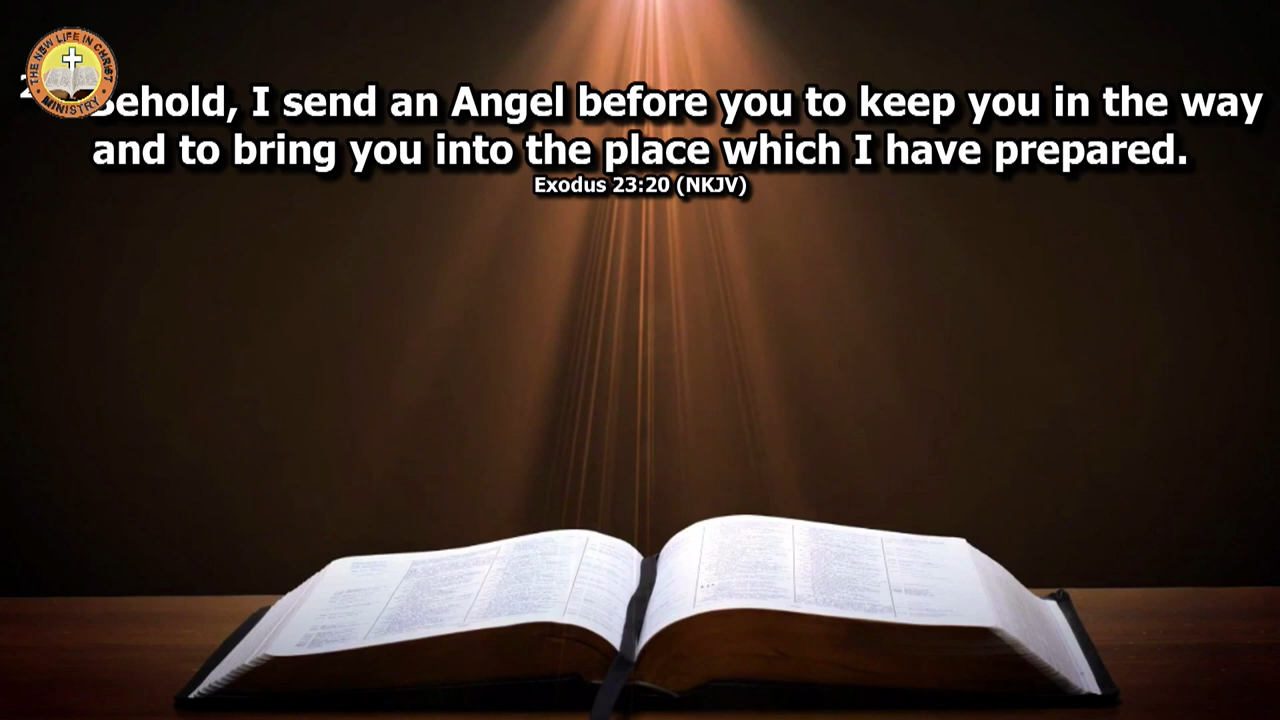 THE NEW LIFE IN CHRIST
MINISTRY
Behold, I send an Angel before you to keep you in the way
and to bring you into the place which I have prepared.
Exodus 23:20 (NKJV)